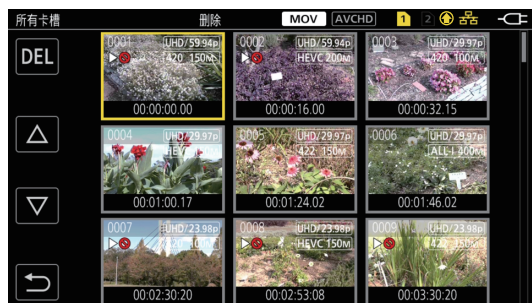 所有卡槽 删除 MOV AVCHD 1 2
DEL
0001 UHD/59.94p
420 150M
00:00:00.00
0002 UHD/59.94p
HEVC 200M
00:00:16.00
0003 UHD/29.97p
420 100M
00:00:32.15
0004 UHD/29.97p
HEVC
00:01:00.17
0005 UHD/29.97p
422 150M
00:01:24.02
0006 UHD/29.97p
ALL-I 400M
00:01:46.02
0007 UHD/23.98p
00:02:30:20
0008 UHD/23.98p
HEVC 150M
00:02:53:08
0009 UHD/23.98p
150M
00:03:30:20